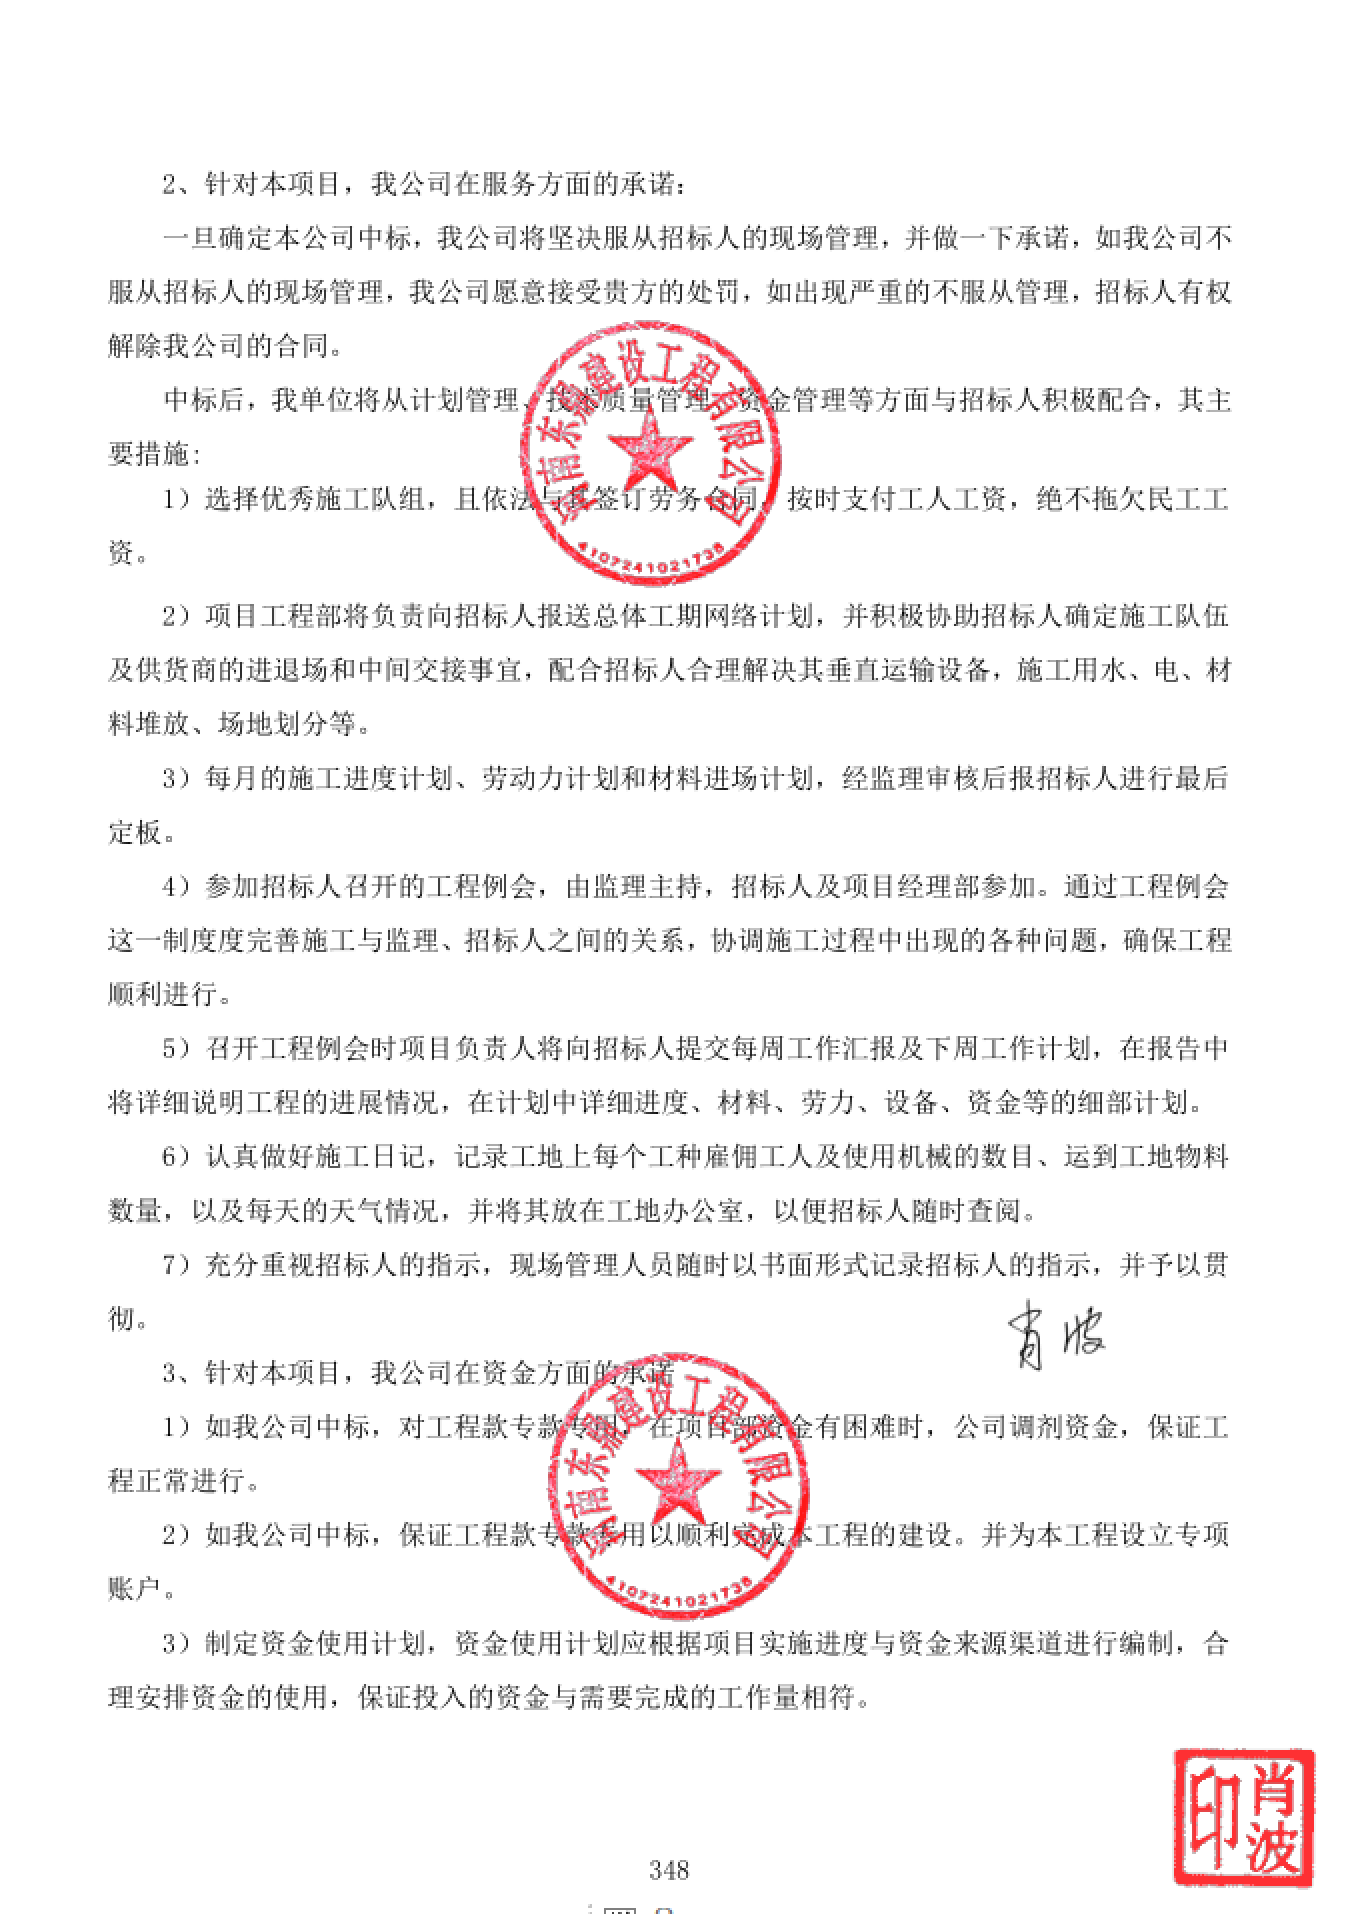 2、针对本项目，我公司在服务方面的承诺：
一旦确定本公司中标，我公司将坚决服从招标人的现场管理，并做一下承诺，如我公司不
服从招标人的现场管理，我公司愿意接受贵方的处罚，如出现严重的不服从管理，招标人有权
解除我公司的合同。
中标后，我单位将从计划管理、技术质量管理、资金管理等方面与招标人积极配合，其主
要措施：
1）选择优秀施工队组，且依法与其签订劳务合同，按时支付工人工资，绝不拖欠民工工
资。
河南东鼎建设工程有限公司
4107241021738
2）项目工程部将负责向招标人报送总体工期网络计划，并积极协助招标人确定施工队伍
及供货商的进退场和中间交接事宜，配合招标人合理解决其垂直运输设备，施工用水、电、材
料堆放、场地划分等。
3）每月的施工进度计划、劳动力计划和材料进场计划，经监理审核后报招标人进行最后
定板。
4）参加招标人召开的工程例会，由监理主持，招标人及项目经理部参加。通过工程例会
这一制度度完善施工与监理、招标人之间的关系，协调施工过程中出现的各种问题，确保工程
顺利进行。
5）召开工程例会时项目负责人将向招标人提交每周工作汇报及下周工作计划，在报告中
将详细说明工程的进展情况，在计划中详细进度、材料、劳力、设备、资金等的细部计划。
6）认真做好施工日记，记录工地上每个工种雇佣工人及使用机械的数目、运到工地物料
数量，以及每天的天气情况，并将其放在工地办公室，以便招标人随时查阅。
7）充分重视招标人的指示，现场管理人员随时以书面形式记录招标人的指示，并予以贯
彻。
肖波
3、针对本项目，我公司在资金方面的承诺
1）如我公司中标，对工程款专款专用，在项目部资金有困难时，公司调剂资金，保证工
程正常进行。
2）如我公司中标，保证工程款专款专用以顺利完成本工程的建设。并为本工程设立专项
账户。
河南东鼎建设工程有限公司
4107241021738
3）制定资金使用计划，资金使用计划应根据项目实施进度与资金来源渠道进行编制，合
理安排资金的使用，保证投入的资金与需要完成的工作量相符。
肖波印
348